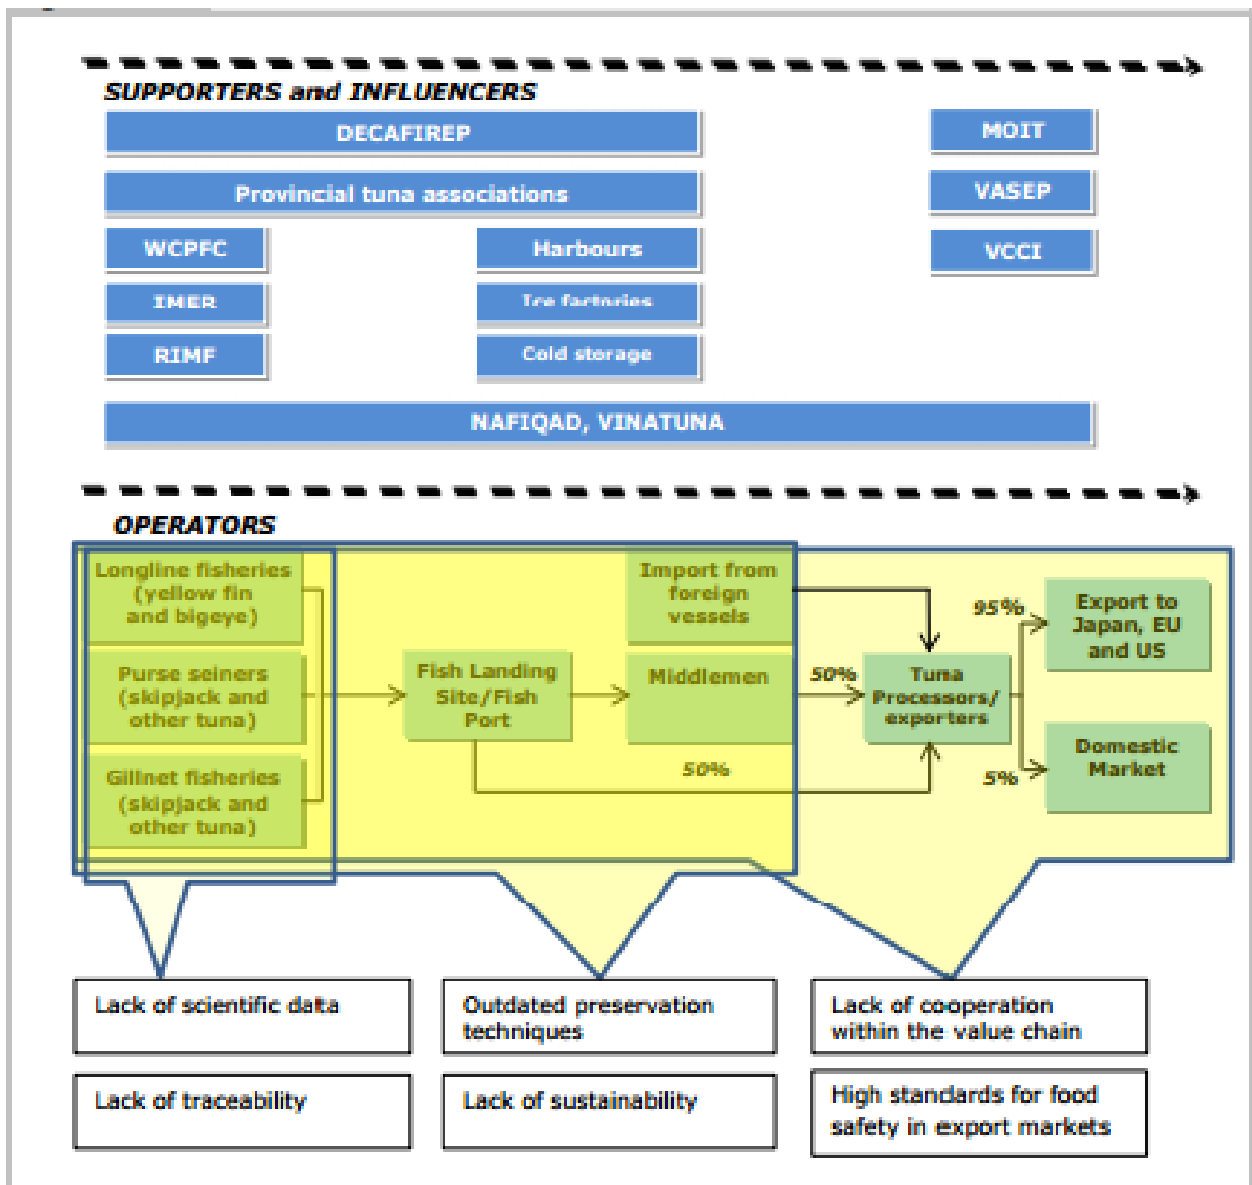 SUPPORTERS and INFLUENCERS
DECAFIREP
MOIT
Provincial tuna associations
VASEP
WCPFC
Harbours
VCCI
IMER
Ice factories
RIMF
Cold storage
NAFIQAD, VINATUNA
OPERATORS
Longline fisheries
(yellow fin
and bigeye)
Import from
foreign
vessels
95%
Export to
Japan, EU
and US
Purse seiners
(skipjack and
other tuna)
Fish Landing
Site/Fish
Port
Middlemen
50%
Tuna
Processors/
exporters
Gillnet fisheries
(skipjack and
other tuna)
50%
5%
Domestic
Market
Lack of scientific data
Outdated preservation
techniques
Lack of cooperation
within the value chain
Lack of traceability
Lack of sustainability
High standards for food
safety in export markets